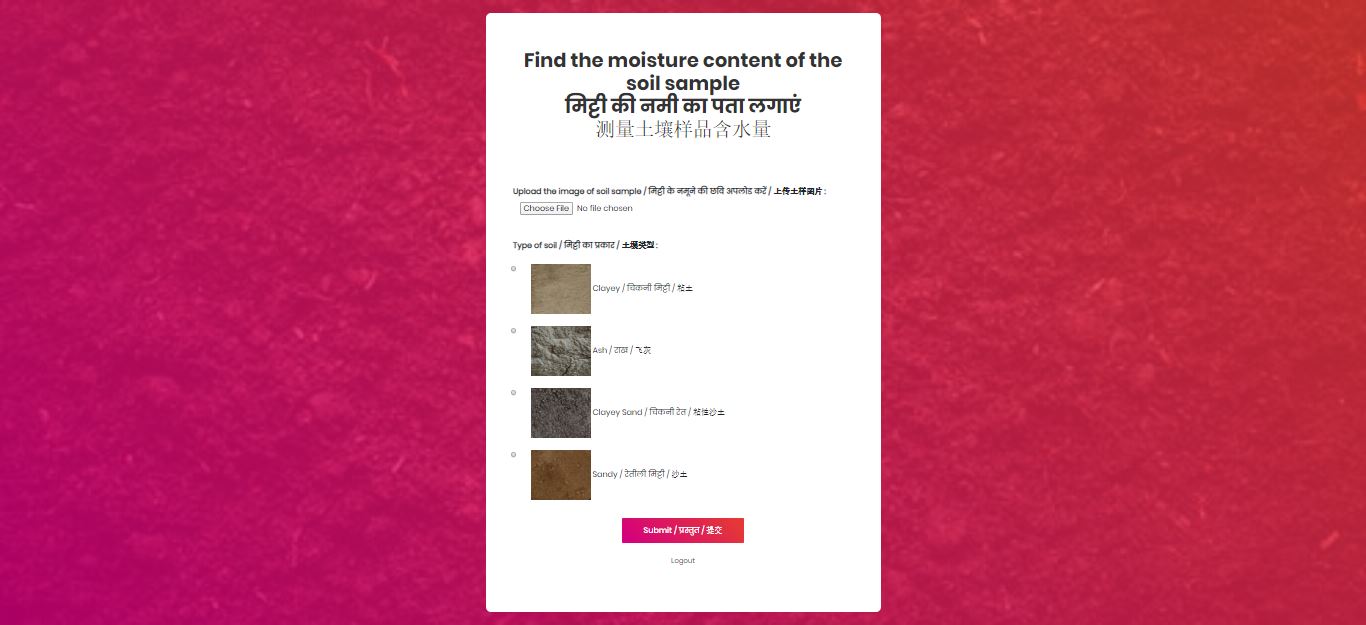 Find the moisture content of the
soil sample
मिट्टी की नमी का पता लगाएं
测量土壤样品含水量
Upload the image of soil sample / मिट्टी के नमूने की छवि अपलोड करें / 上传土样图片 :
Choose File No file chosen
Type of soil / मिट्टी का प्रकार / 土壤类型 :
Clayey / चिकनी मिट्टी / 粘土
Ash / राख / 飞灰
Clayey Sand / चिकनी रेत / 粘性沙土
Sandy / रेतीली मिट्टी / 沙土
Submit / प्रस्तुत / 提交
Logout